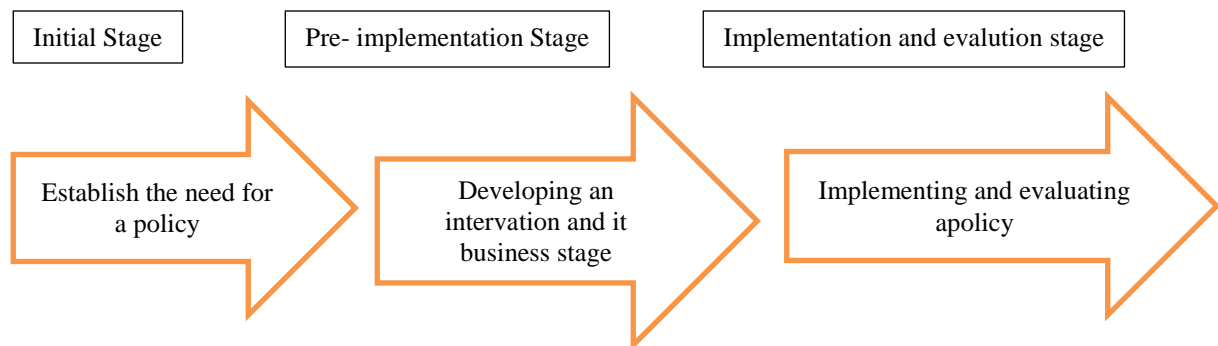 Initial Stage
Pre- implementation Stage
Implementation and evalution stage
Establish the need for
a policy
Developing an
intervation and it
business stage
Implementing and evaluating
apolicy